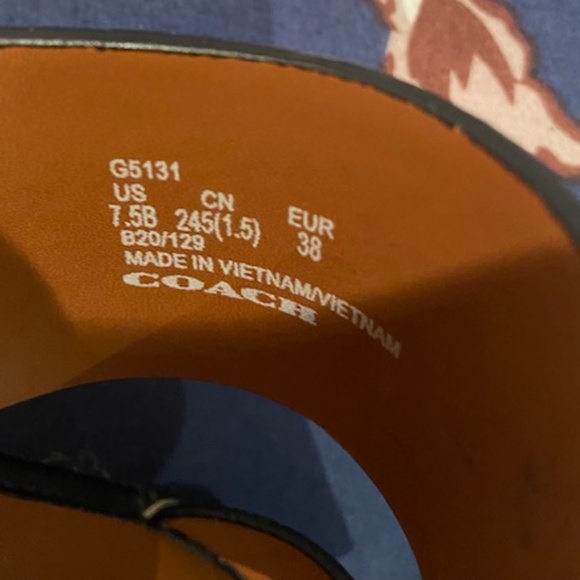 G5131
US CN EUR
7.5B 245(1.5) 38
B20/129
MADE IN VIETNAM/VIETNAM
COACH